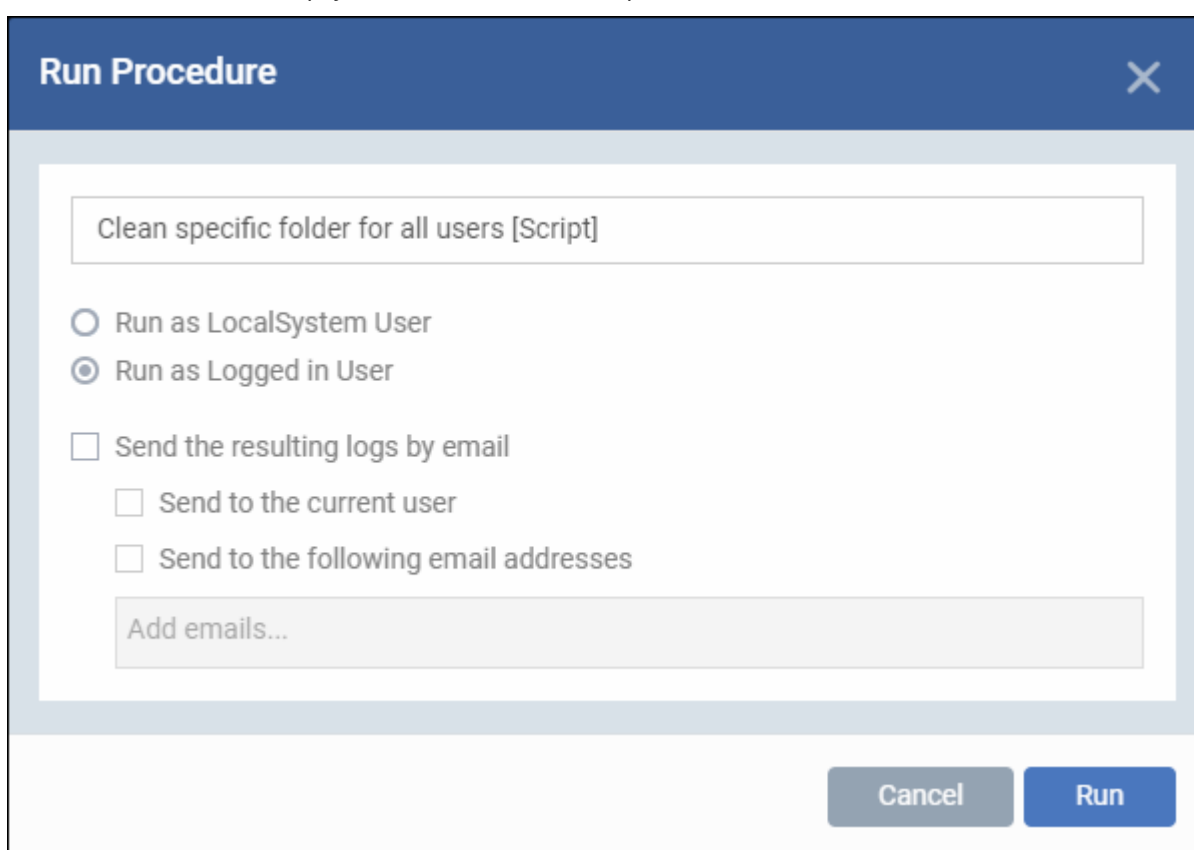 Run Procedure
Clean specific folder for all users [Script]
Run as LocalSystem User
Run as Logged in User
Send the resulting logs by email
Send to the current user
Send to the following email addresses
Add emails...
Cancel Run